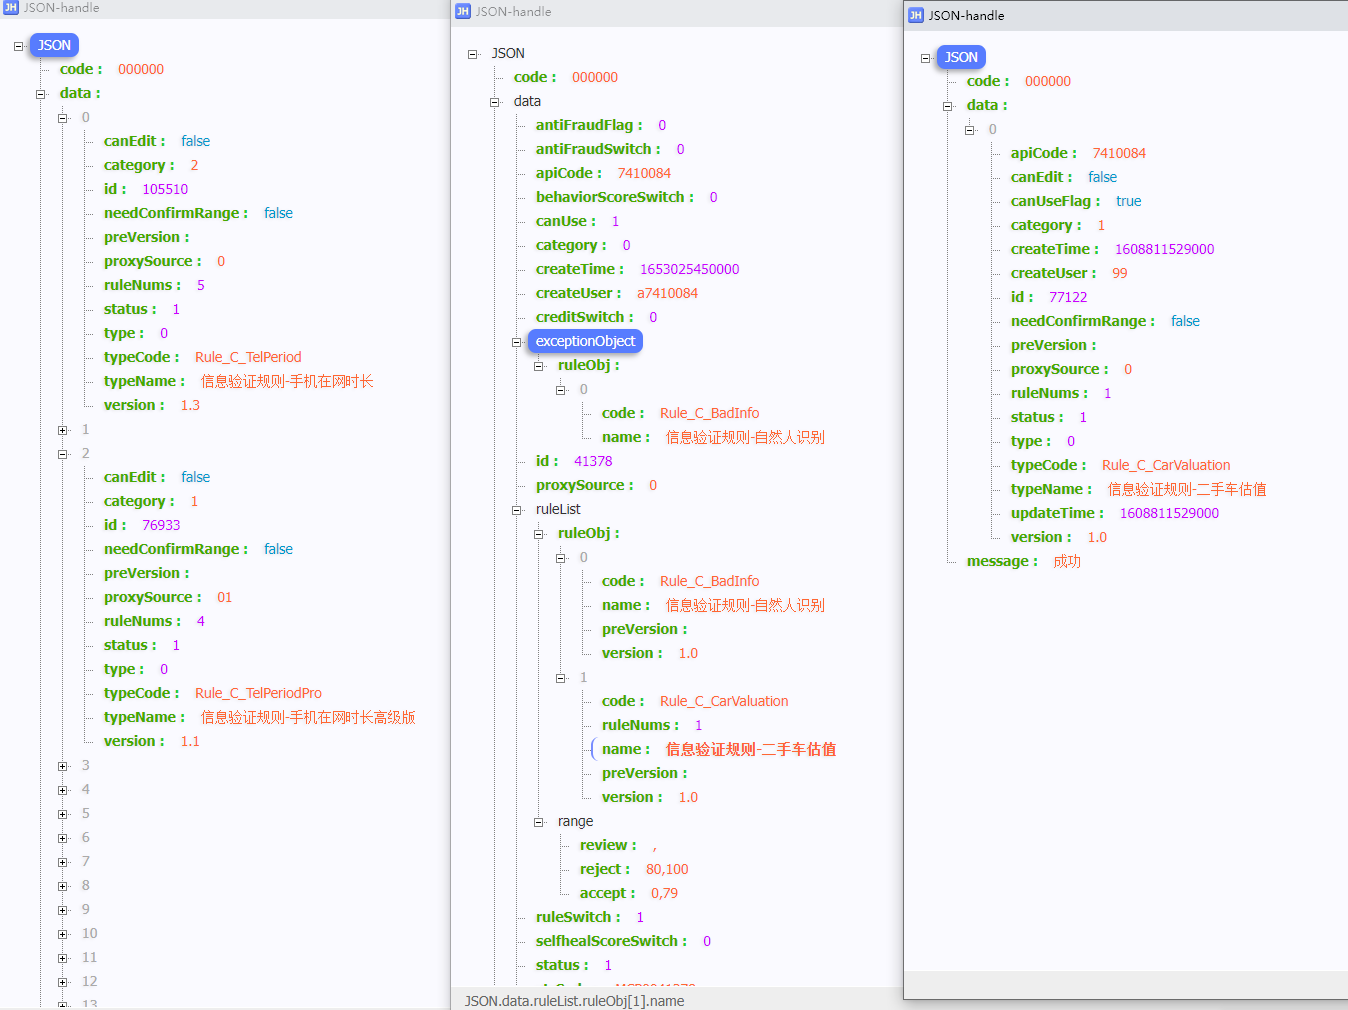 JH JSON-handle
JSON
code : 000000
data :
0
canEdit : false
category : 2
id : 105510
needConfirmRange : false
preVersion :
proxySource : 0
ruleNums : 5
status : 1
type : 0
typeCode : Rule_C_TelPeriod
typeName : 信息验证规则-手机在网时长
version : 1.3
1
2
canEdit : false
category : 1
id : 76933
needConfirmRange : false
preVersion :
proxySource : 01
ruleNums : 4
status : 1
type : 0
typeCode : Rule_C_TelPeriodPro
typeName : 信息验证规则-手机在网时长高级版
version : 1.1
3
4
5
6
7
8
9
10
11
12
13
JH JSON-handle
JSON
code : 000000
data
antiFraudFlag : 0
antiFraudSwitch : 0
apiCode : 7410084
behaviorScoreSwitch : 0
canUse : 1
category : 0
createTime : 1653025450000
createUser : a7410084
creditSwitch : 0
exceptionObject
ruleObj :
0
code : Rule_C_BadInfo
name : 信息验证规则-自然人识别
id : 41378
proxySource : 0
ruleList
ruleObj :
0
code : Rule_C_BadInfo
name : 信息验证规则-自然人识别
preVersion :
version : 1.0
1
code : Rule_C_CarValuation
ruleNums : 1
name : 信息验证规则-二手车估值
preVersion :
version : 1.0
range
review : ,
reject : 80,100
accept : 0,79
ruleSwitch : 1
selfhealScoreSwitch : 0
status : 1
JSON.data.ruleList.ruleObj[1].name
JH JSON-handle
JSON
code : 000000
data :
0
apiCode : 7410084
canEdit : false
canUseFlag : true
category : 1
createTime : 1608811529000
createUser : 99
id : 77122
needConfirmRange : false
preVersion :
proxySource : 0
ruleNums : 1
status : 1
type : 0
typeCode : Rule_C_CarValuation
typeName : 信息验证规则-二手车估值
updateTime : 1608811529000
version : 1.0
message : 成功